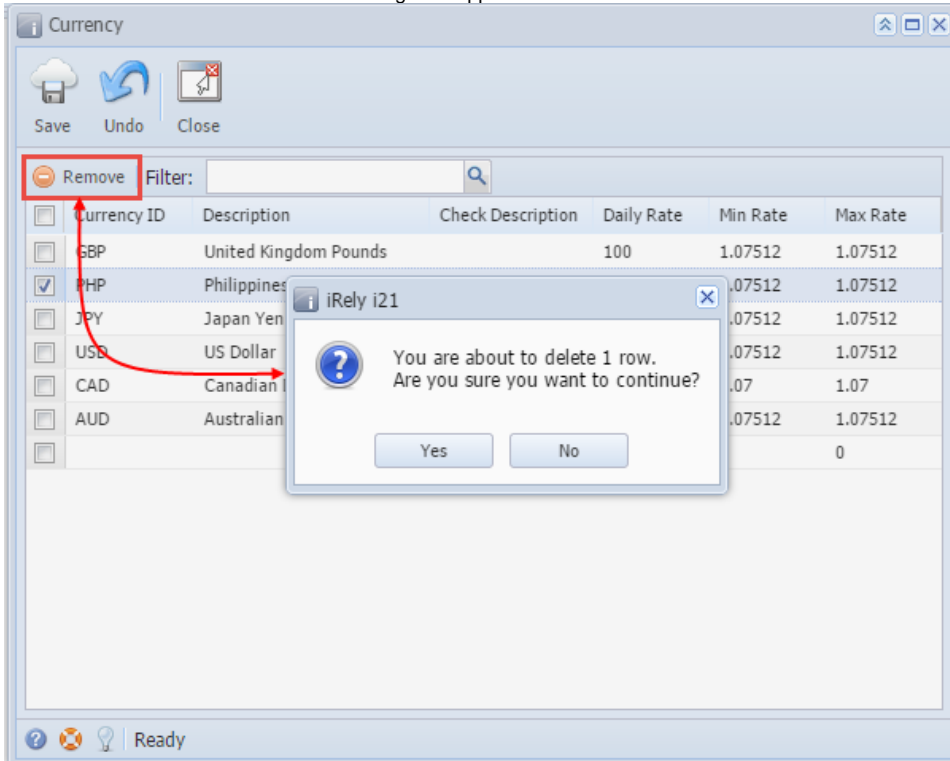 Currency
Save Undo Close
Remove Filter:
Currency ID Description Check Description Daily Rate Min Rate Max Rate
GBP United Kingdom Pounds 100 1.07512 1.07512
PHP Philippines .07512 1.07512
JPY Japan Yen .07512 1.07512
USD US Dollar .07512 1.07512
CAD Canadian .07 1.07
AUD Australian .07512 1.07512
0
iRely i21
You are about to delete 1 row.
Are you sure you want to continue?
Yes No
Ready